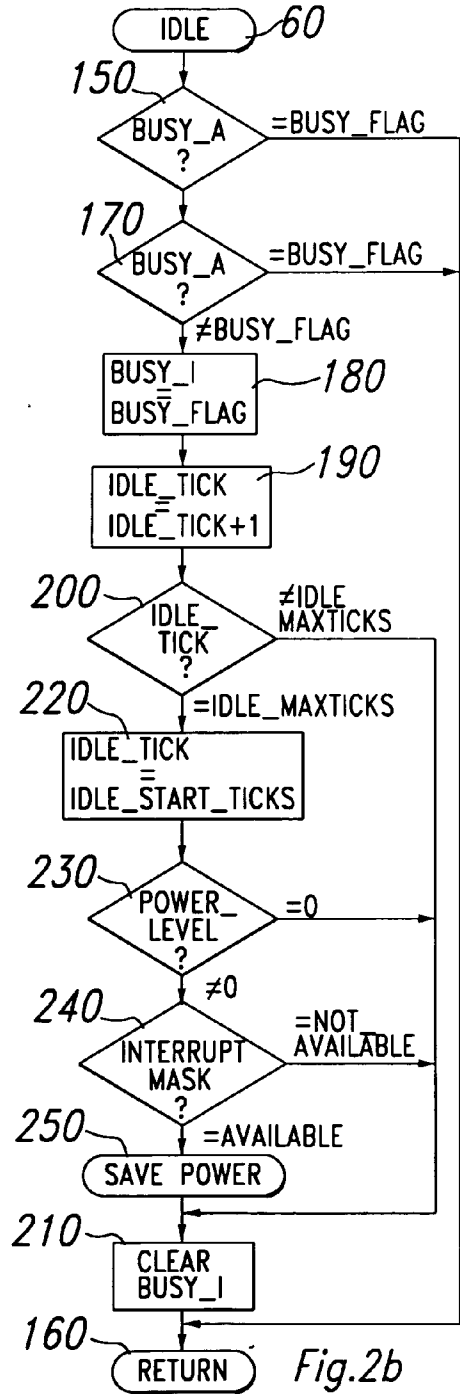 IDLE
60
150
BUSY_A
?
=BUSY_FLAG
170
BUSY_A
?
=BUSY_FLAG
≠BUSY_FLAG
BUSY_I
=
BUSY_FLAG
180
IDLE_TICK
=
IDLE_TICK+1
190
200
IDLE_
TICK
?
≠IDLE
MAXTICKS
=IDLE_MAXTICKS
220
IDLE_TICK
=
IDLE_START_TICKS
230
POWER_
LEVEL
?
=0
≠0
240
INTERRUPT
MASK
?
=NOT_
AVAILABLE
=AVAILABLE
250
SAVE POWER
210
CLEAR
BUSY_I
160
RETURN
Fig.2b